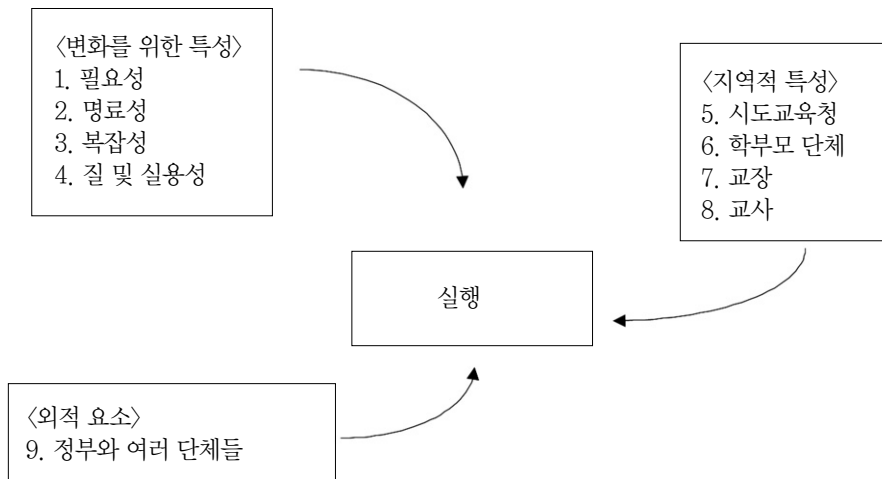 〈변화를 위한 특성〉
1. 필요성
2. 명료성
3. 복잡성
4. 질 및 실용성
〈지역적 특성〉
5. 시도교육청
6. 학부모 단체
7. 교장
8. 교사
실행
〈외적 요소〉
9. 정부와 여러 단체들